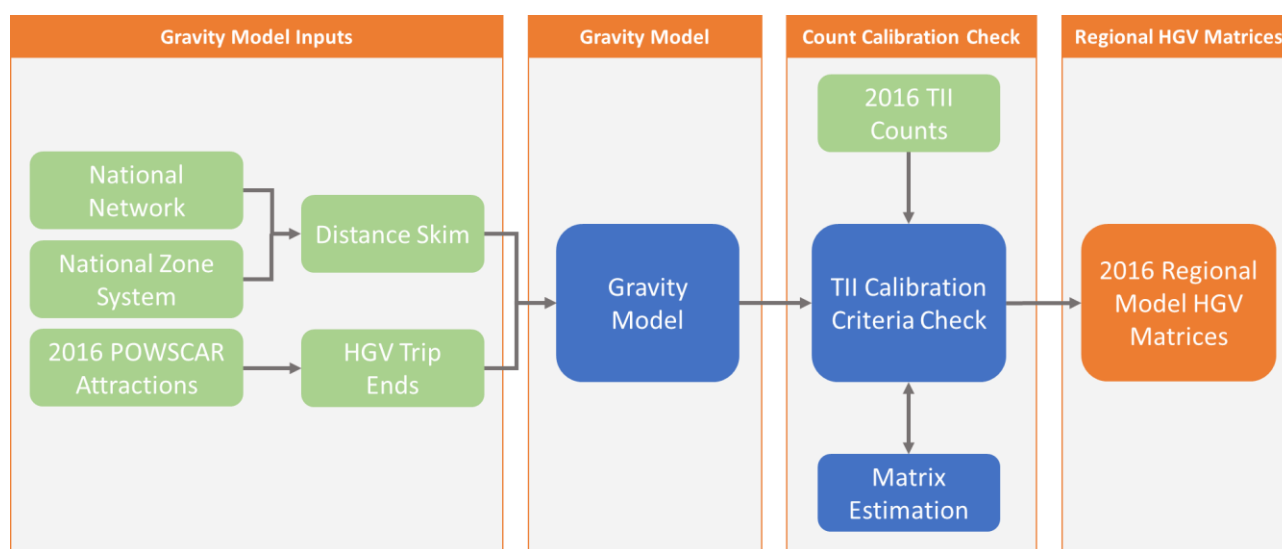 Gravity Model Inputs
Gravity Model
Count Calibration Check
Regional HGV Matrices
National
Network
National Zone
System
2016 POWSCAR
Attractions
Distance Skim
HGV Trip
Ends
Gravity
Model
2016 TII
Counts
TII Calibration
Criteria Check
Matrix
Estimation
2016 Regional
Model HGV
Matrices